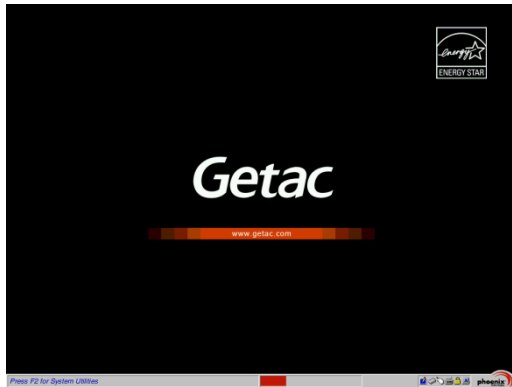 energy
ENERGY STAR
Getac
www.getac.com
Press F2 for System Utilities
phoenix